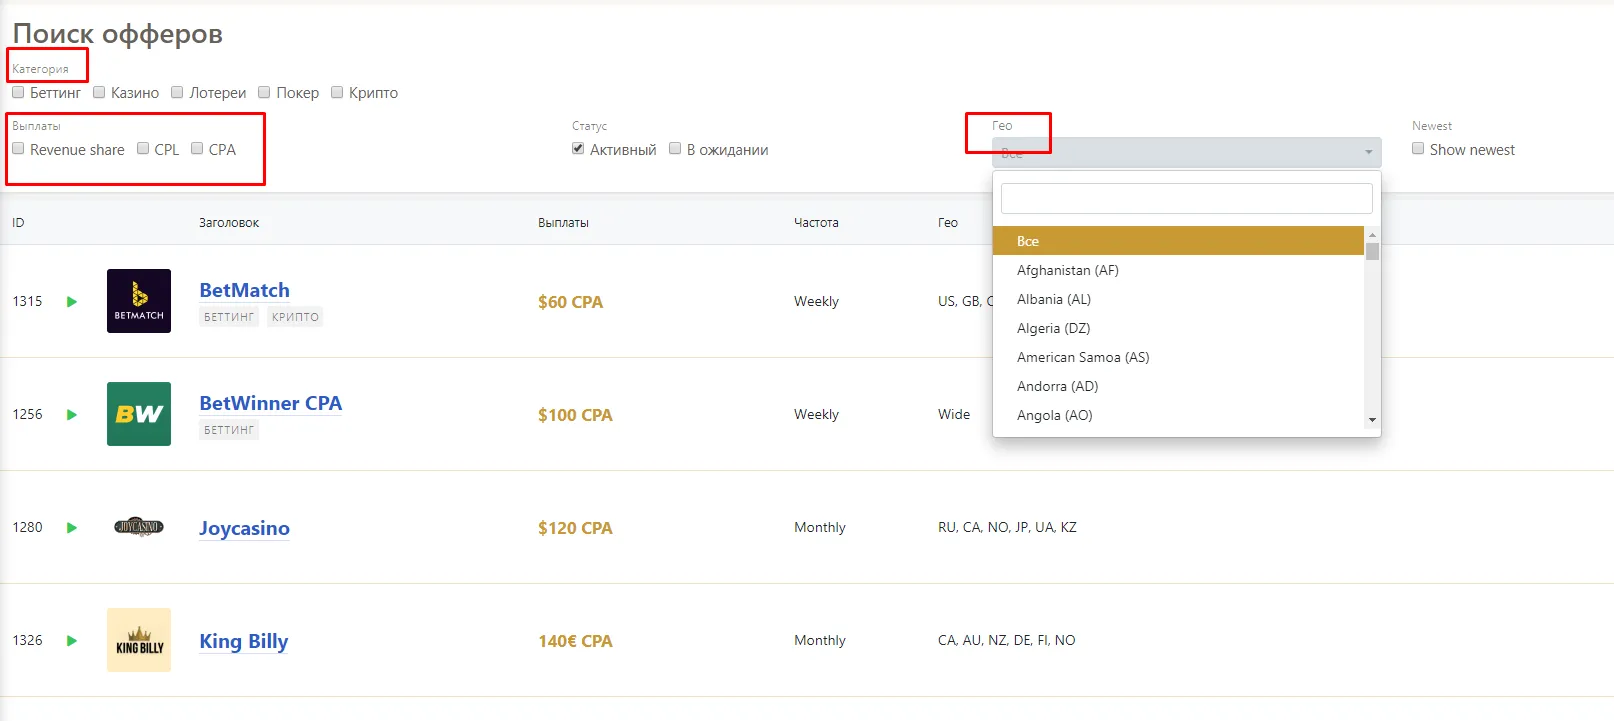 Поиск офферов
Категория
Беттинг Казино Лотереи Покер Крипто
Выплаты Статус Гео Newest
Revenue share CPL CPA Активный В ожидании Все Show newest
ID Заголовок Выплаты Частота Гео
Все
Afghanistan (AF)
Albania (AL)
Algeria (DZ)
American Samoa (AS)
Andorra (AD)
Angola (AO)
1315 BETMATCH BetMatch $60 CPA Weekly US, GB,
БЕТТИНГ КРИПТО
1256 BW BetWinner CPA $100 CPA Weekly Wide
БЕТТИНГ
1280 JOYCASINO Joycasino $120 CPA Monthly RU, CA, NO, JP, UA, KZ
1326 KING BILLY King Billy 140€ CPA Monthly CA, AU, NZ, DE, FI, NO